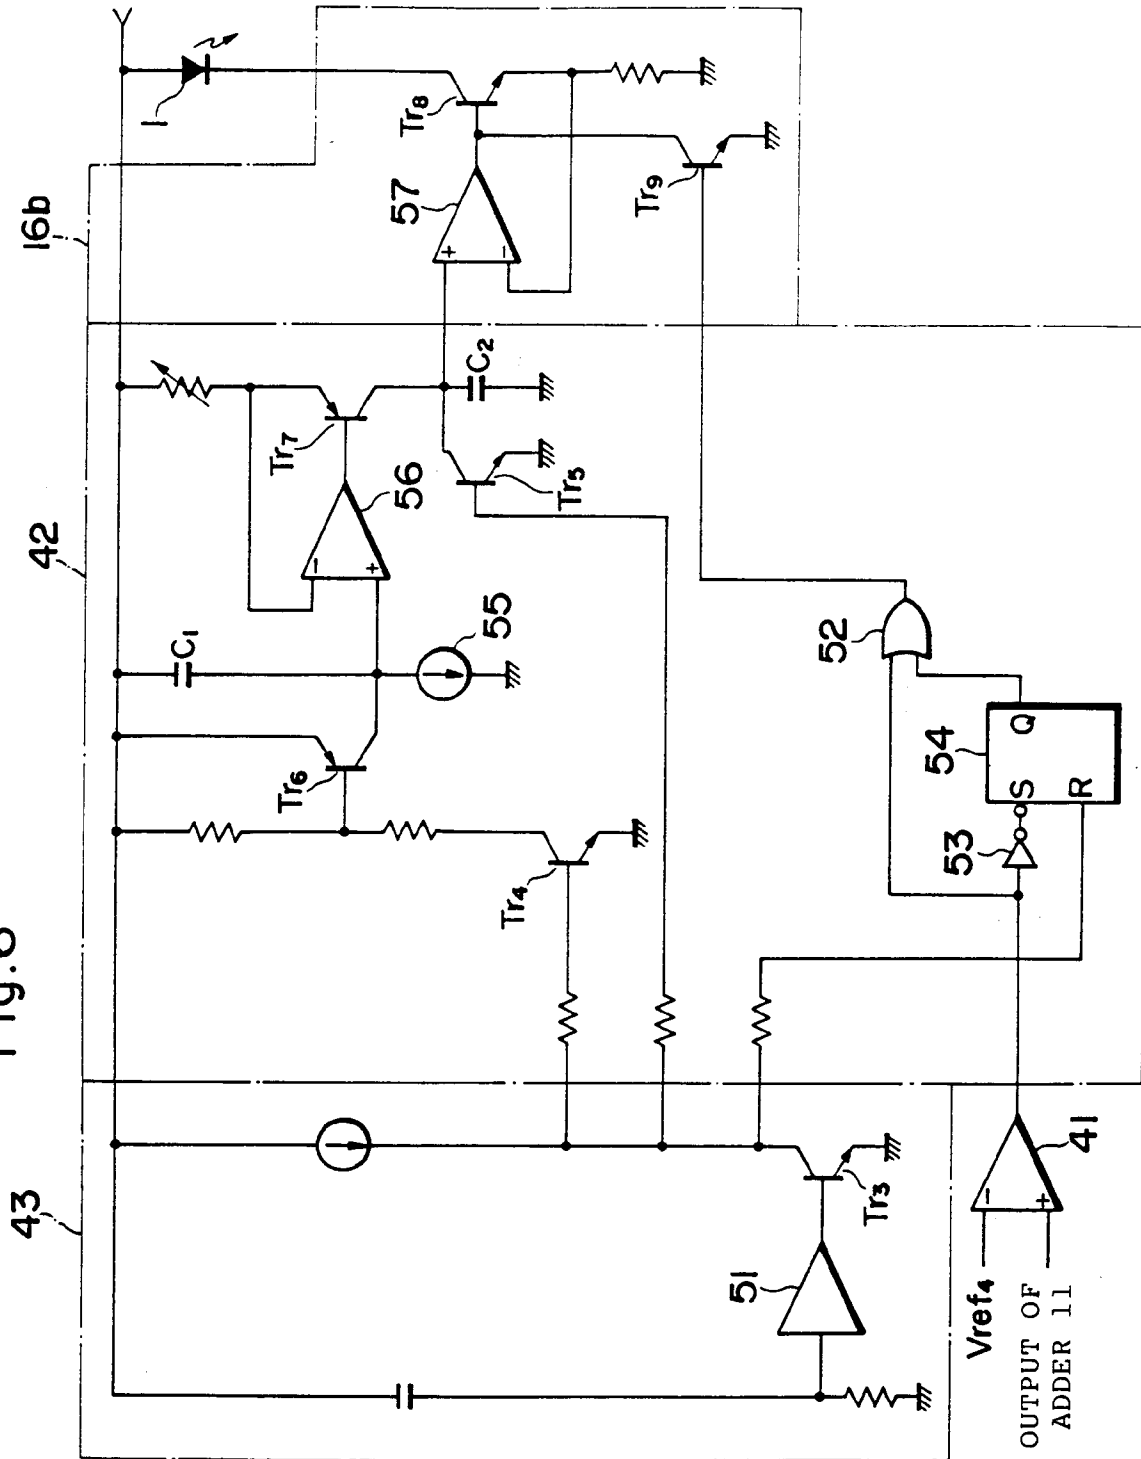 Fig.6
43
42
16b
1
Tr8
57
+
−
Tr9
C2
Tr7
Tr5
56
−
+
C1
55
Tr6
Tr4
52
54
Q
S
R
53
51
Tr3
41
−
+
Vref4
OUTPUT OF
ADDER 11